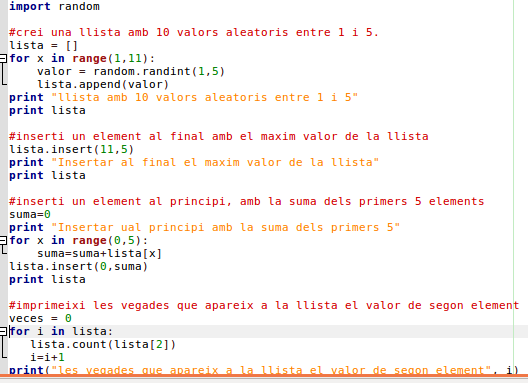 import random
#crei una llista amb 10 valors aleatoris entre 1 i 5.
lista = []
for x in range(1,11):
    valor = random.randint(1,5)
    lista.append(valor)
print "llista amb 10 valors aleatoris entre 1 i 5"
print lista
#inserti un element al final amb el maxim valor de la llista
lista.insert(11,5)
print "Insertar al final el maxim valor de la llista"
print lista
#inserti un element al principi, amb la suma dels primers 5 elements
suma=0
print "Insertar ual principi amb la suma dels primers 5"
for x in range(0,5):
    suma=suma+lista[x]
lista.insert(0,suma)
print lista
#imprimeixi les vegades que apareix a la llista el valor de segon element
veces = 0
for i in lista:
   lista.count(lista[2])
   i=i+1
print("les vegades que apareix a la llista el valor de segon element", i)